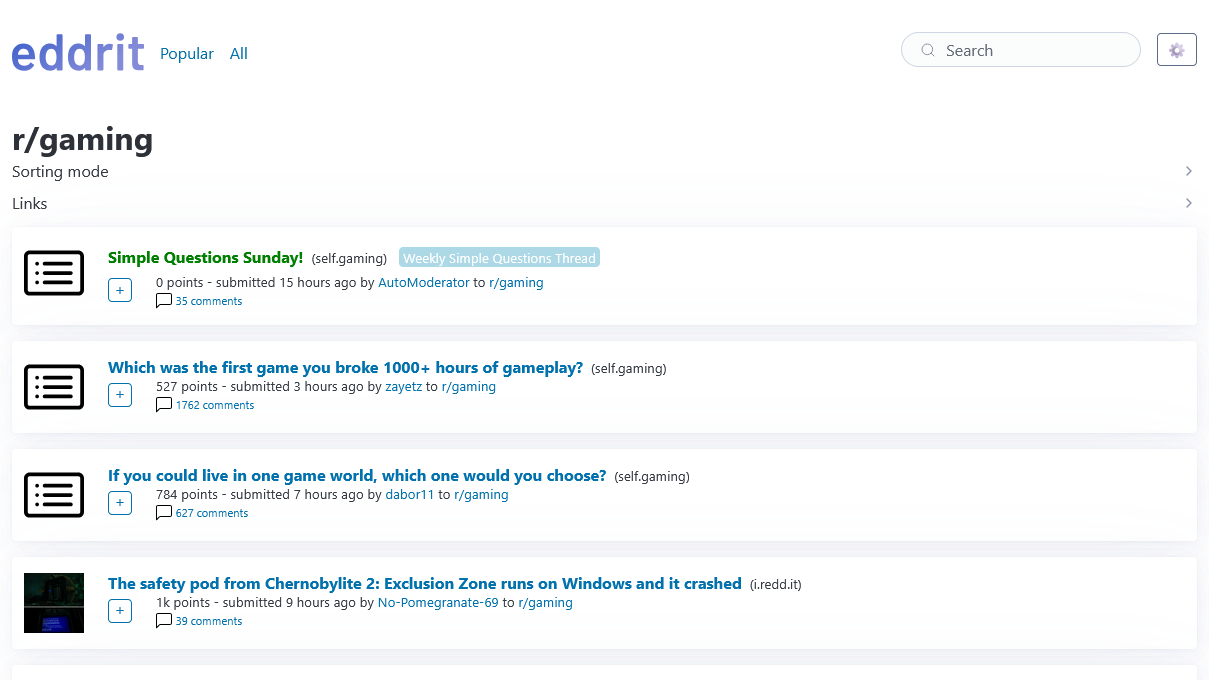 eddrit Popular All Search
r/gaming
Sorting mode
Links
Simple Questions Sunday! (self.gaming) Weekly Simple Questions Thread
+ 0 points - submitted 15 hours ago by AutoModerator to r/gaming
35 comments
Which was the first game you broke 1000+ hours of gameplay? (self.gaming)
+ 527 points - submitted 3 hours ago by zayetz to r/gaming
1762 comments
If you could live in one game world, which one would you choose? (self.gaming)
+ 784 points - submitted 7 hours ago by dabor11 to r/gaming
627 comments
The safety pod from Chernobylite 2: Exclusion Zone runs on Windows and it crashed (i.redd.it)
+ 1k points - submitted 9 hours ago by No-Pomegranate-69 to r/gaming
39 comments